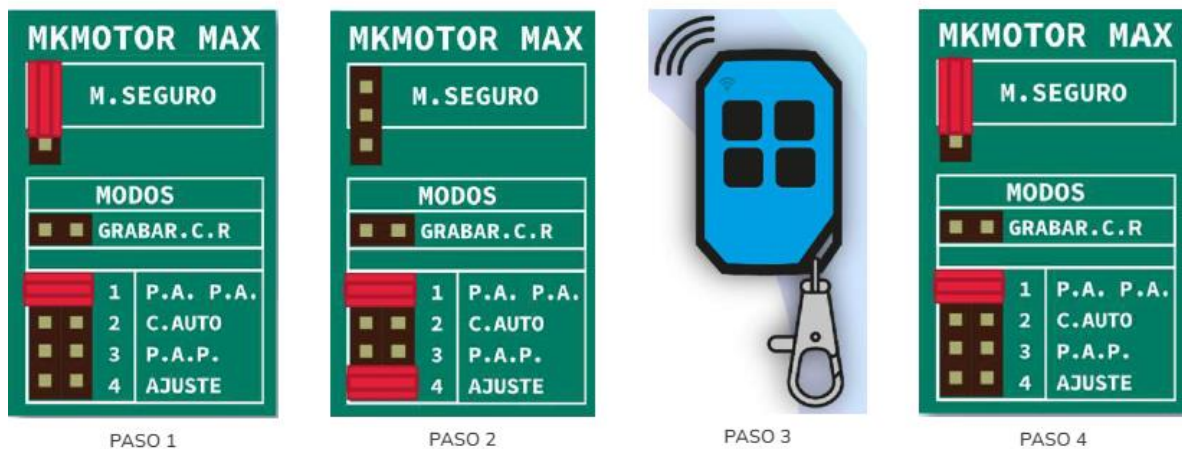 MKMOTOR MAX
M.SEGURO
MODOS
GRABAR.C.R
1 P.A. P.A.
2 C.AUTO
3 P.A.P.
4 AJUSTE
PASO 1
MKMOTOR MAX
M.SEGURO
MODOS
GRABAR.C.R
1 P.A. P.A.
2 C.AUTO
3 P.A.P.
4 AJUSTE
PASO 2
PASO 3
MKMOTOR MAX
M.SEGURO
MODOS
GRABAR.C.R
1 P.A. P.A.
2 C.AUTO
3 P.A.P.
4 AJUSTE
PASO 4